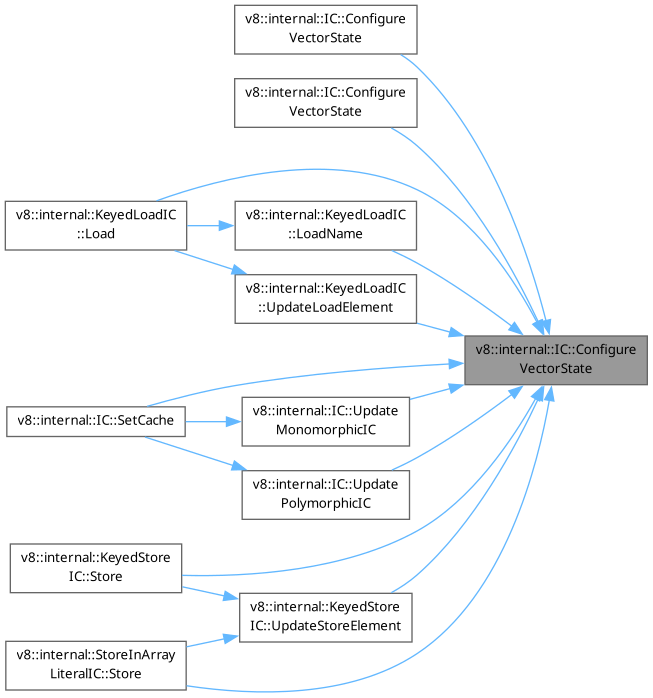 v8::internal::IC::Configure
VectorState
v8::internal::IC::Configure
VectorState
v8::internal::KeyedLoadIC
::Load
v8::internal::KeyedLoadIC
::LoadName
v8::internal::KeyedLoadIC
::UpdateLoadElement
v8::internal::IC::Configure
VectorState
v8::internal::IC::SetCache
v8::internal::IC::Update
MonomorphicIC
v8::internal::IC::Update
PolymorphicIC
v8::internal::KeyedStore
IC::Store
v8::internal::KeyedStore
IC::UpdateStoreElement
v8::internal::StoreInArray
LiteralIC::Store